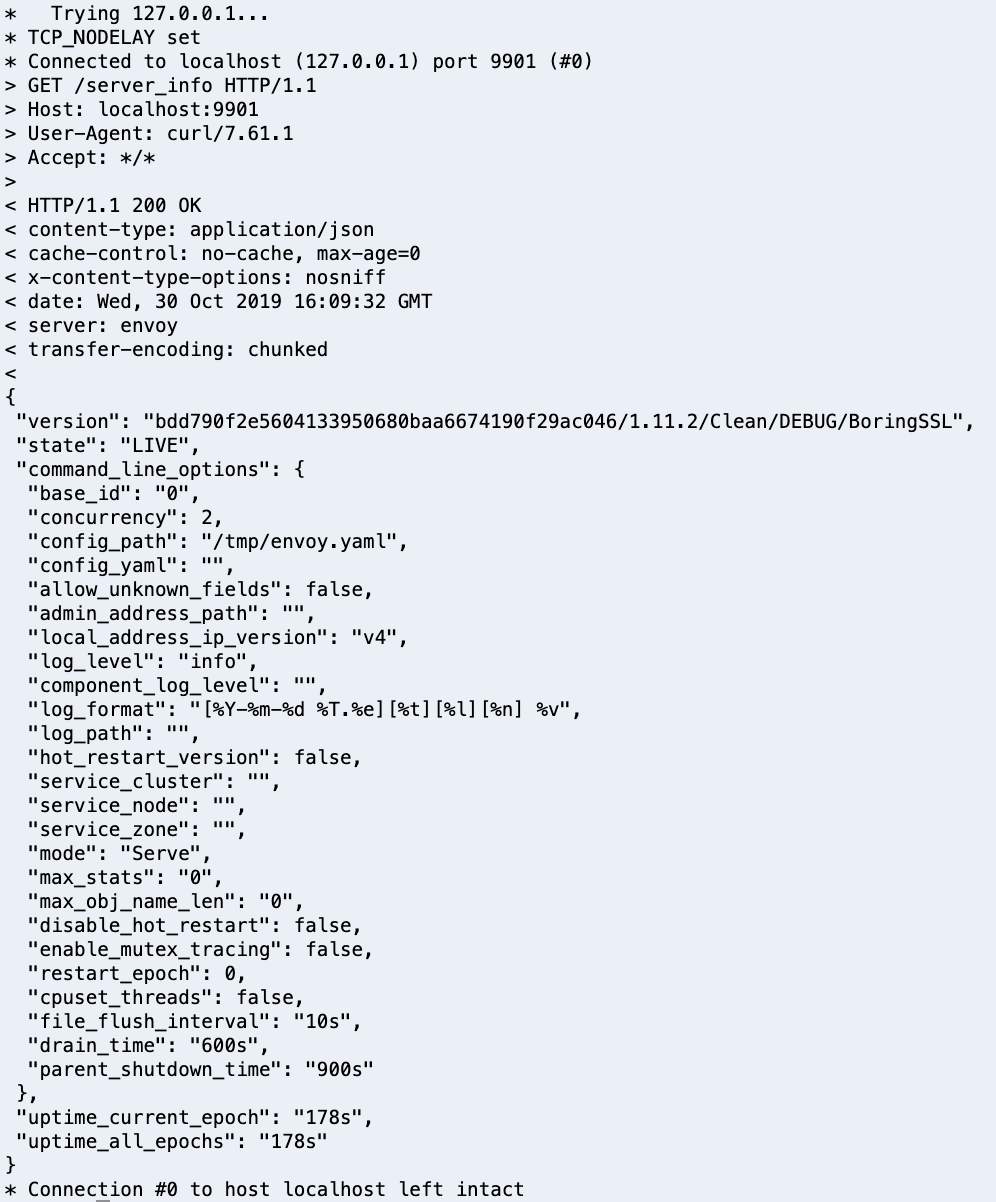 *   Trying 127.0.0.1...
* TCP_NODELAY set
* Connected to localhost (127.0.0.1) port 9901 (#0)
> GET /server_info HTTP/1.1
> Host: localhost:9901
> User-Agent: curl/7.61.1
> Accept: */*
>
< HTTP/1.1 200 OK
< content-type: application/json
< cache-control: no-cache, max-age=0
< x-content-type-options: nosniff
< date: Wed, 30 Oct 2019 16:09:32 GMT
< server: envoy
< transfer-encoding: chunked
<
{
 "version": "bdd790f2e5604133950680baa6674190f29ac046/1.11.2/Clean/DEBUG/BoringSSL",
 "state": "LIVE",
 "command_line_options": {
  "base_id": "0",
  "concurrency": 2,
  "config_path": "/tmp/envoy.yaml",
  "config_yaml": "",
  "allow_unknown_fields": false,
  "admin_address_path": "",
  "local_address_ip_version": "v4",
  "log_level": "info",
  "component_log_level": "",
  "log_format": "[%Y-%m-%d %T.%e][%t][%l][%n] %v",
  "log_path": "",
  "hot_restart_version": false,
  "service_cluster": "",
  "service_node": "",
  "service_zone": "",
  "mode": "Serve",
  "max_stats": "0",
  "max_obj_name_len": "0",
  "disable_hot_restart": false,
  "enable_mutex_tracing": false,
  "restart_epoch": 0,
  "cpuset_threads": false,
  "file_flush_interval": "10s",
  "drain_time": "600s",
  "parent_shutdown_time": "900s"
 },
 "uptime_current_epoch": "178s",
 "uptime_all_epochs": "178s"
}
* Connection #0 to host localhost left intact